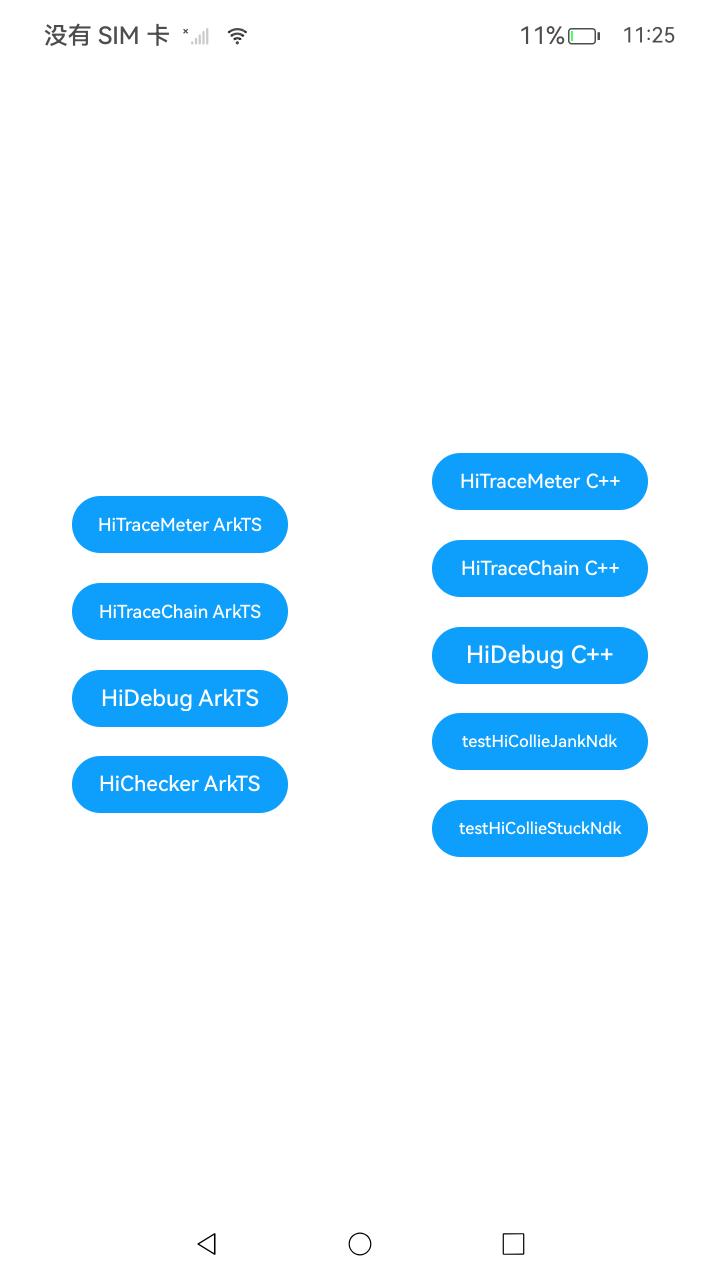 没有 SIM 卡
11%
11:25
HiTraceMeter ArkTS
HiTraceChain ArkTS
HiDebug ArkTS
HiChecker ArkTS
HiTraceMeter C++
HiTraceChain C++
HiDebug C++
testHiCollieJankNdk
testHiCollieStuckNdk